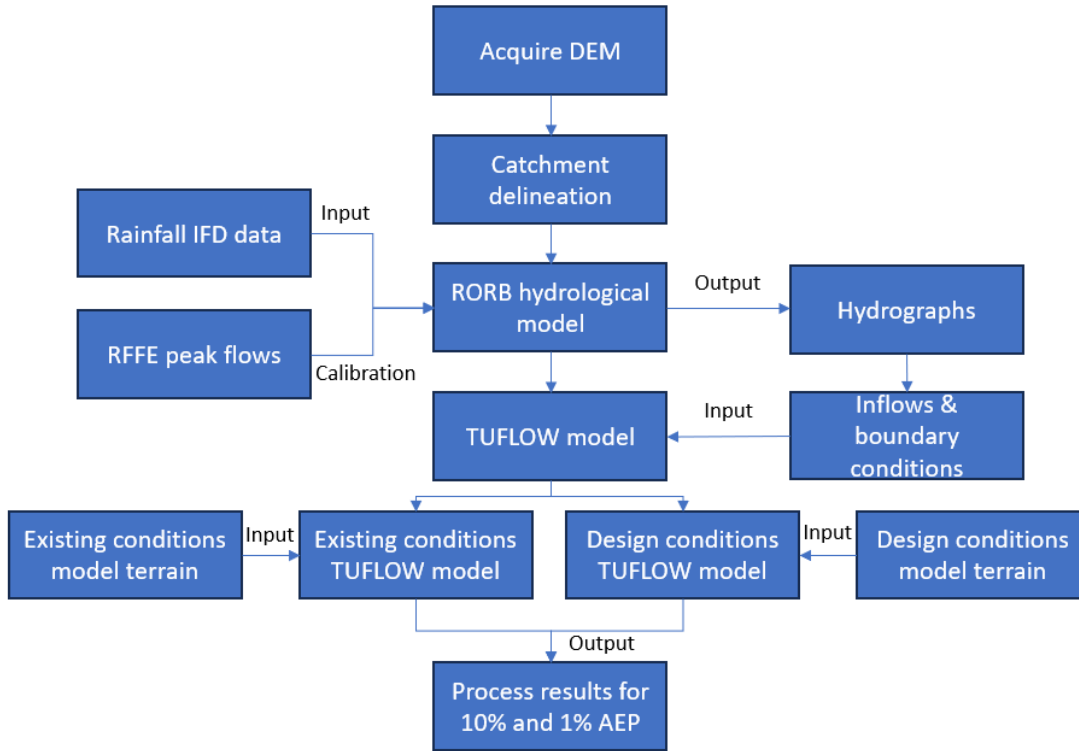 Acquire DEM
Catchment
delineation
Input
Rainfall IFD data
RORB hydrological
model
Output
Hydrographs
RFFE peak flows
Calibration
TUFLOW model
Input
Inflows &
boundary
conditions
Existing conditions
model terrain
Input
Existing conditions
TUFLOW model
Design conditions
TUFLOW model
Input
Design conditions
model terrain
Output
Process results for
10% and 1% AEP